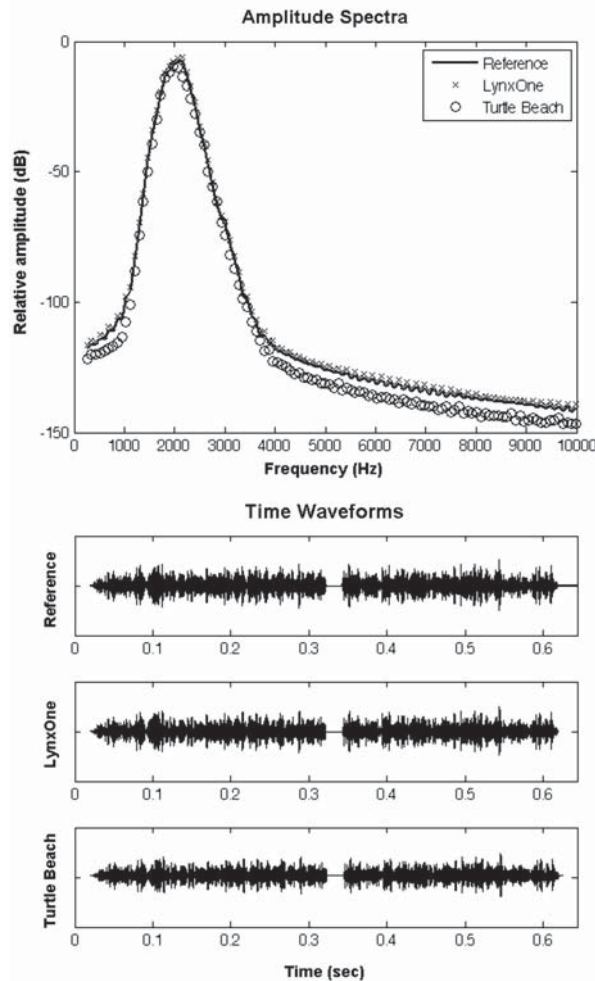 Amplitude Spectra
0
-50
-100
-150
Relative amplitude (dB)
Reference
LynxOne
Turtle Beach
0 1000 2000 3000 4000 5000 6000 7000 8000 9000 10000
Frequency (Hz)
Time Waveforms
Reference
0 0.1 0.2 0.3 0.4 0.5 0.6
LynxOne
0 0.1 0.2 0.3 0.4 0.5 0.6
Turtle Beach
0 0.1 0.2 0.3 0.4 0.5 0.6
Time (sec)